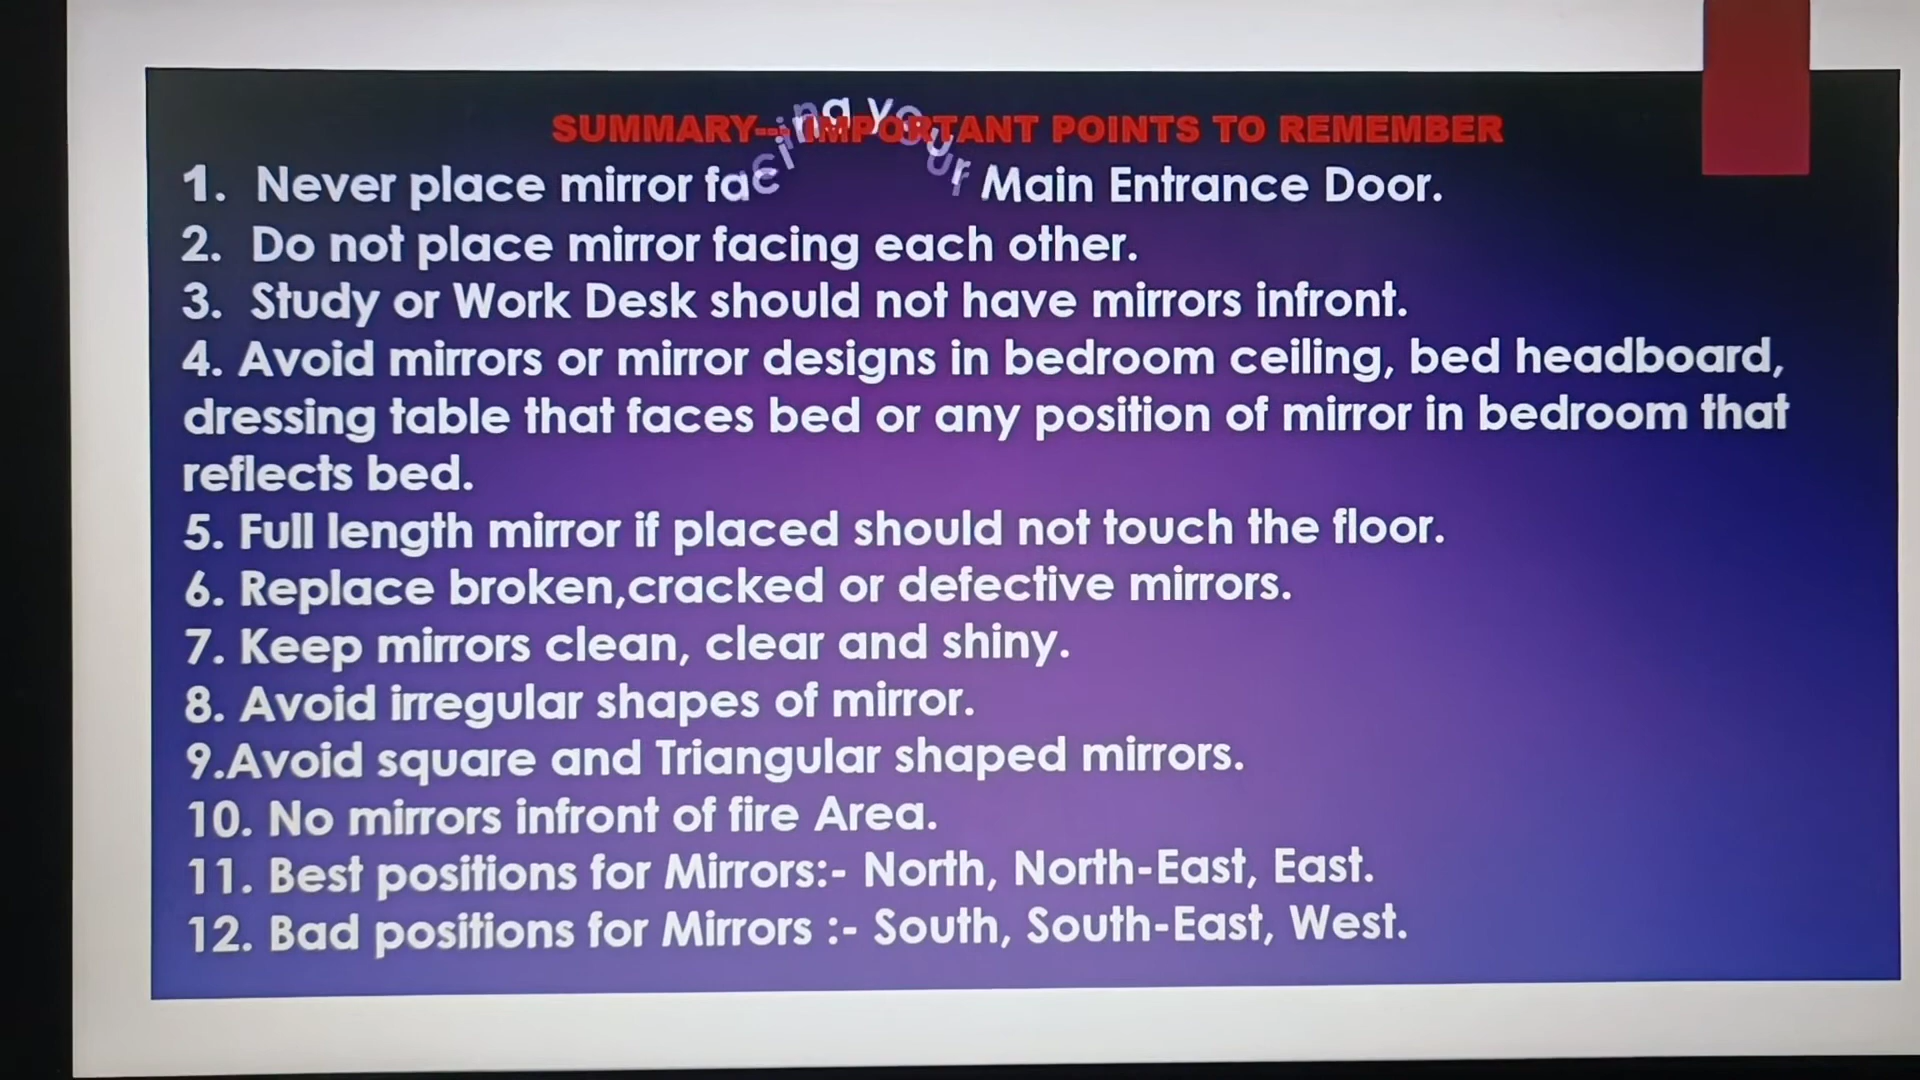 SUMMARY--- IMPORTANT POINTS TO REMEMBER
1. Never place mirror facing your Main Entrance Door.
2. Do not place mirror facing each other.
3. Study or Work Desk should not have mirrors infront.
4. Avoid mirrors or mirror designs in bedroom ceiling, bed headboard,
dressing table that faces bed or any position of mirror in bedroom that
reflects bed.
5. Full length mirror if placed should not touch the floor.
6. Replace broken,cracked or defective mirrors.
7. Keep mirrors clean, clear and shiny.
8. Avoid irregular shapes of mirror.
9.Avoid square and Triangular shaped mirrors.
10. No mirrors infront of fire Area.
11. Best positions for Mirrors:- North, North-East, East.
12. Bad positions for Mirrors :- South, South-East, West.